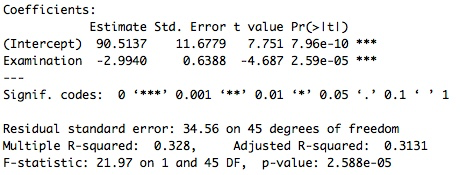 Coefficients:
Estimate Std. Error t value Pr(>|t|)
(Intercept) 90.5137 11.6779 7.751 7.96e-10 ***
Examination -2.9940 0.6388 -4.687 2.59e-05 ***
---
Signif. codes: 0 ‘***’ 0.001 ‘**’ 0.01 ‘*’ 0.05 ‘.’ 0.1 ‘ ’ 1
Residual standard error: 34.56 on 45 degrees of freedom
Multiple R-squared: 0.328, Adjusted R-squared: 0.3131
F-statistic: 21.97 on 1 and 45 DF, p-value: 2.588e-05